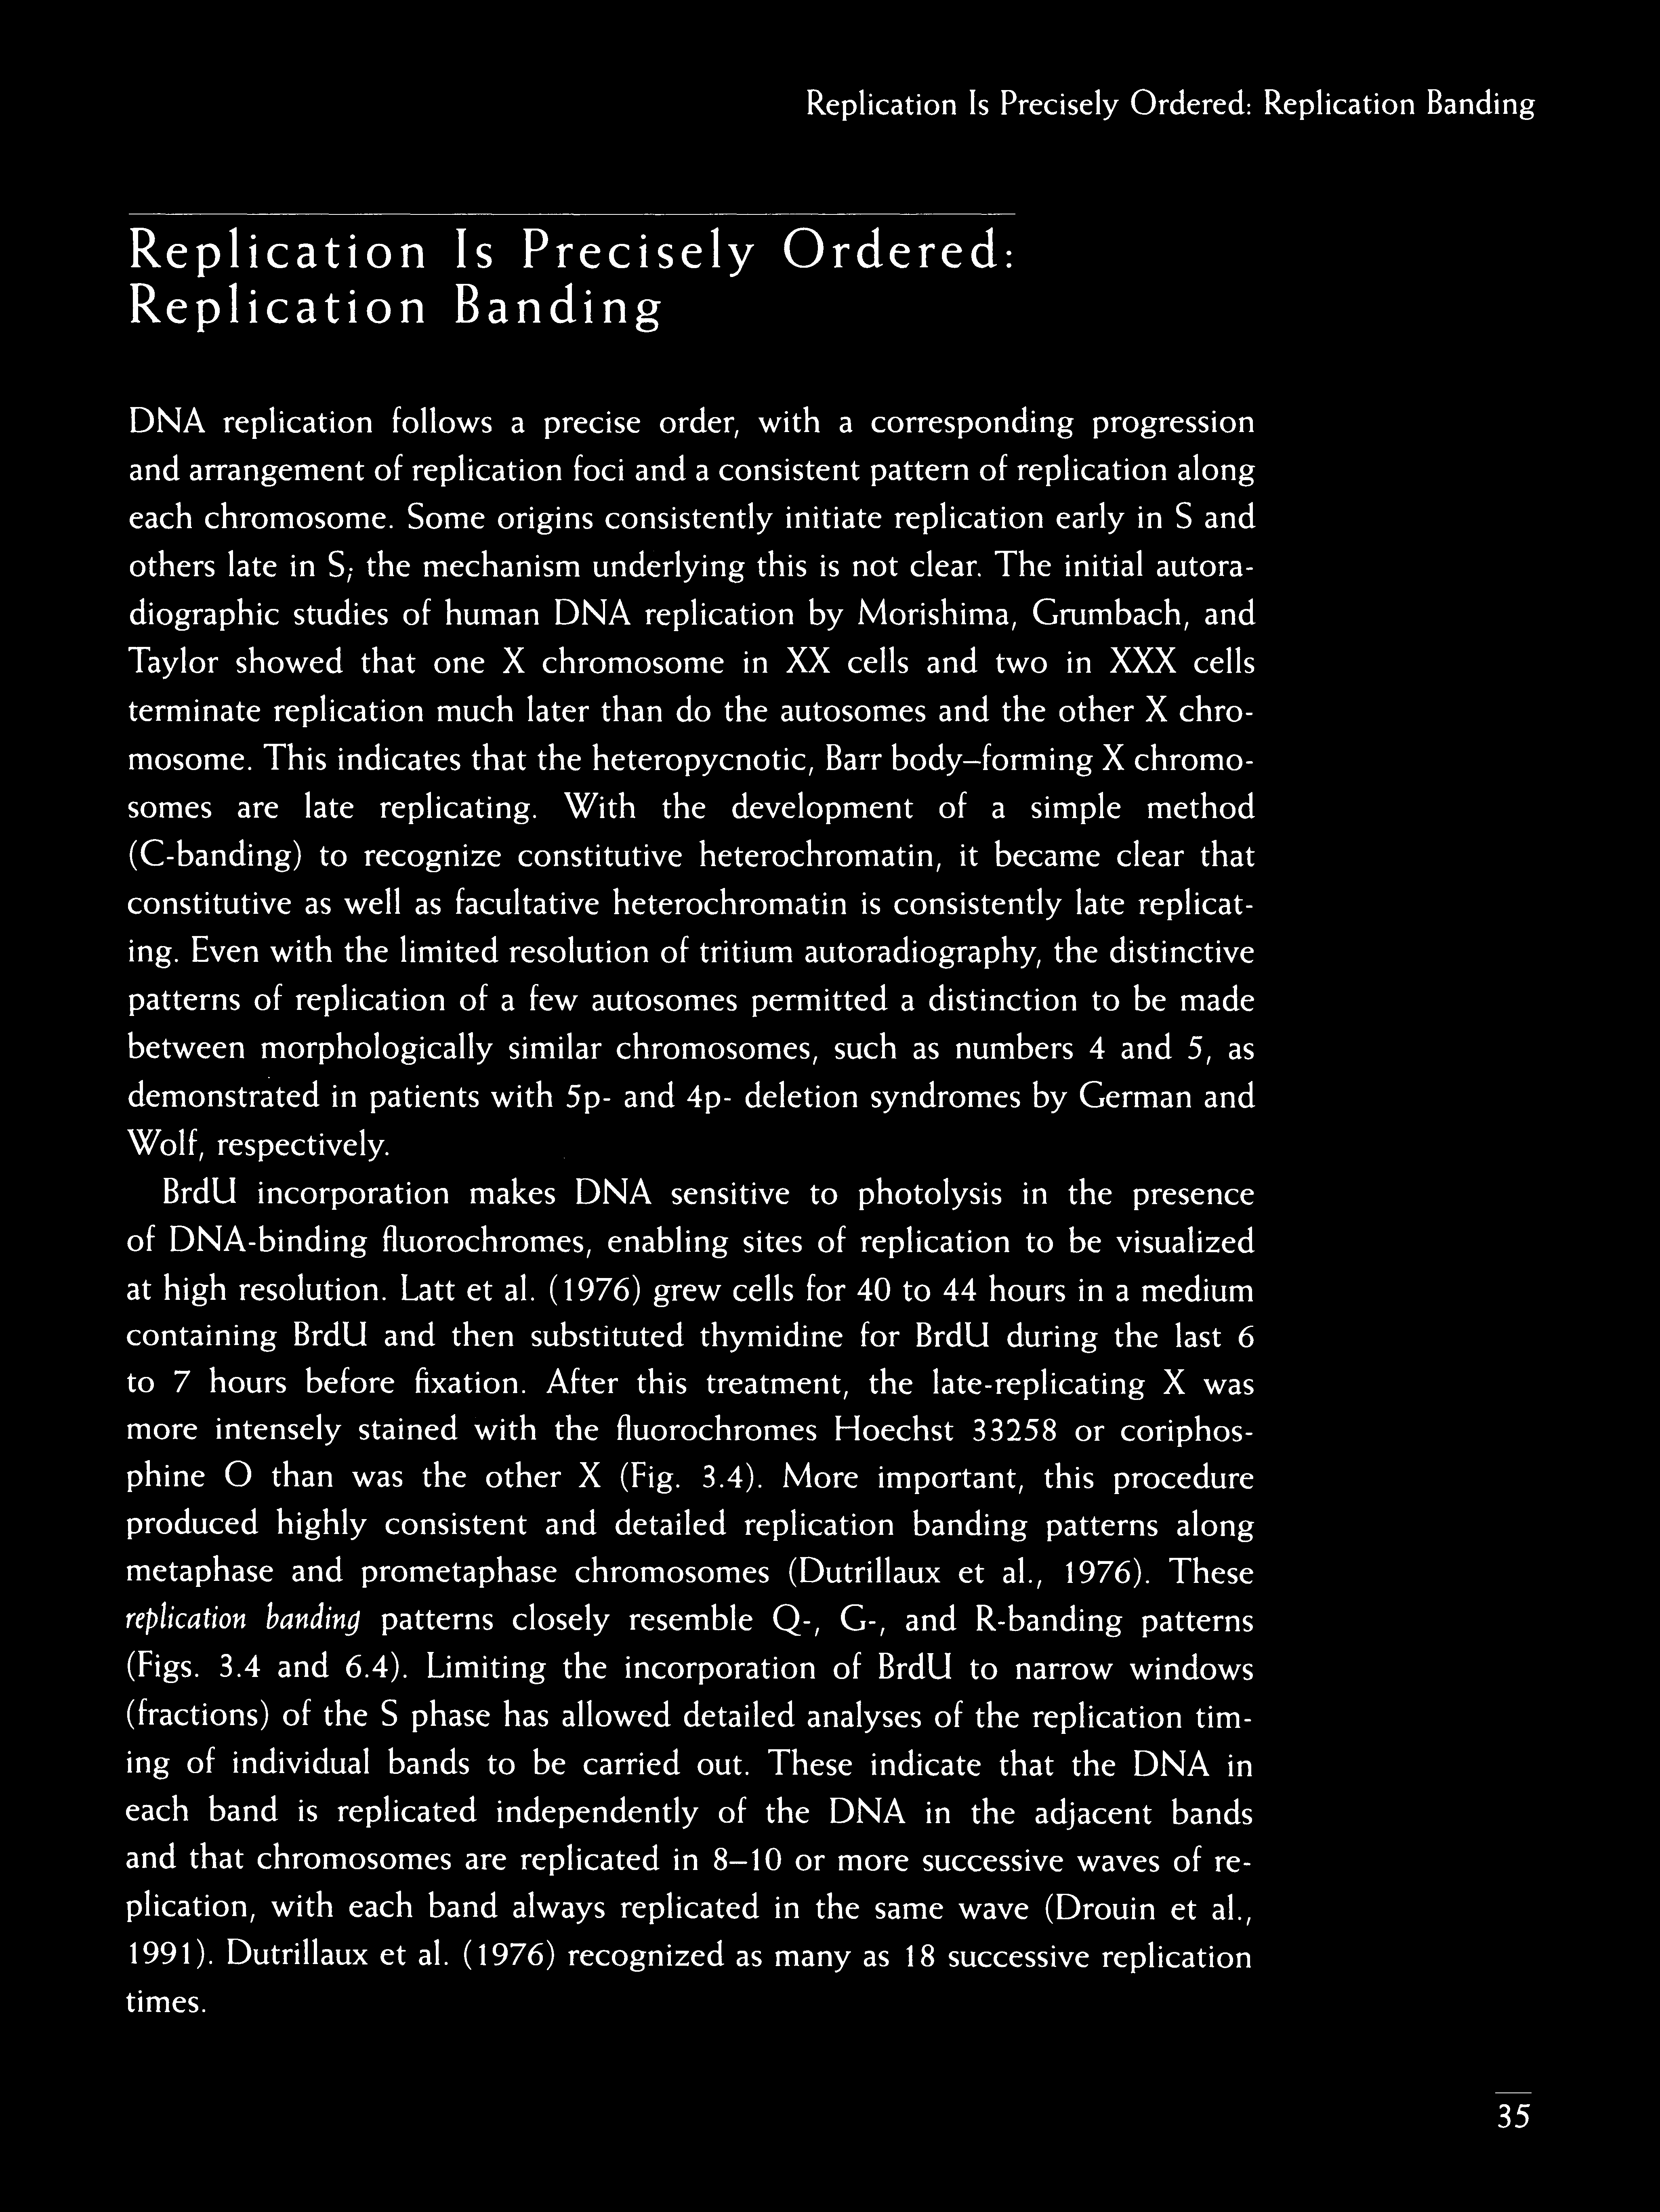 Replication Is Precisely Ordered: Replication Banding
Replication Is Precisely Ordered:
Replication Banding
DNA replication follows a precise order, with a corresponding progression
and arrangement of replication foci and a consistent pattern of replication along
each chromosome. Some origins consistently initiate replication early in S and
others late in S; the mechanism underlying this is not clear. The initial autora-
diographic studies of human DNA replication by Morishima, Grumbach, and
Taylor showed that one X chromosome in XX cells and two in XXX cells
terminate replication much later than do the autosomes and the other X chro-
mosome. This indicates that the heteropycnotic, Barr body–forming X chromo-
somes are late replicating. With the development of a simple method
(C-banding) to recognize constitutive heterochromatin, it became clear that
constitutive as well as facultative heterochromatin is consistently late replicat-
ing. Even with the limited resolution of tritium autoradiography, the distinctive
patterns of replication of a few autosomes permitted a distinction to be made
between morphologically similar chromosomes, such as numbers 4 and 5, as
demonstrated in patients with 5p- and 4p- deletion syndromes by German and
Wolf, respectively.
BrdU incorporation makes DNA sensitive to photolysis in the presence
of DNA-binding fluorochromes, enabling sites of replication to be visualized
at high resolution. Latt et al. (1976) grew cells for 40 to 44 hours in a medium
containing BrdU and then substituted thymidine for BrdU during the last 6
to 7 hours before fixation. After this treatment, the late-replicating X was
more intensely stained with the fluorochromes Hoechst 33258 or coriphos-
phine O than was the other X (Fig. 3.4). More important, this procedure
produced highly consistent and detailed replication banding patterns along
metaphase and prometaphase chromosomes (Dutrillaux et al., 1976). These
replication banding patterns closely resemble Q-, G-, and R-banding patterns
(Figs. 3.4 and 6.4). Limiting the incorporation of BrdU to narrow windows
(fractions) of the S phase has allowed detailed analyses of the replication tim-
ing of individual bands to be carried out. These indicate that the DNA in
each band is replicated independently of the DNA in the adjacent bands
and that chromosomes are replicated in 8–10 or more successive waves of re-
plication, with each band always replicated in the same wave (Drouin et al.,
1991). Dutrillaux et al. (1976) recognized as many as 18 successive replication
times.
35